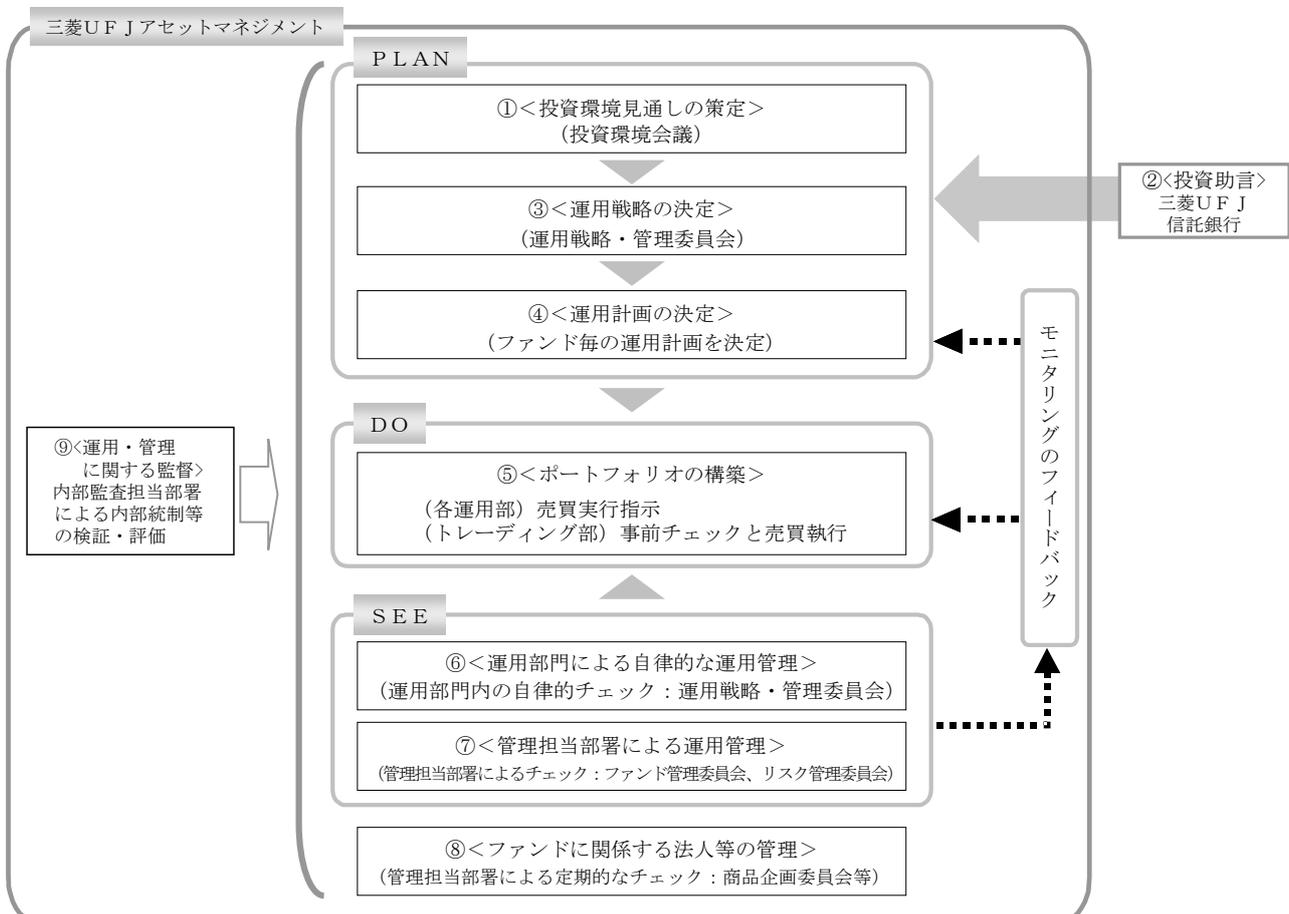 三菱ＵＦＪアセットマネジメント
ＰＬＡＮ
①＜投資環境見通しの策定＞
（投資環境会議）
②<投資助言>
三菱ＵＦＪ
信託銀行
③＜運用戦略の決定＞
（運用戦略・管理委員会）
④＜運用計画の決定＞
（ファンド毎の運用計画を決定）
モニタリングのフィードバック
ＤＯ
⑤＜ポートフォリオの構築＞
（各運用部）売買実行指示
（トレーディング部）事前チェックと売買執行
⑨<運用・管理
に関する監督>
内部監査担当部署
による内部統制等
の検証・評価
ＳＥＥ
⑥＜運用部門による自律的な運用管理＞
（運用部門内の自律的チェック：運用戦略・管理委員会）
⑦＜管理担当部署による運用管理＞
（管理担当部署によるチェック：ファンド管理委員会、リスク管理委員会）
⑧＜ファンドに関係する法人等の管理＞
（管理担当部署による定期的なチェック：商品企画委員会等）